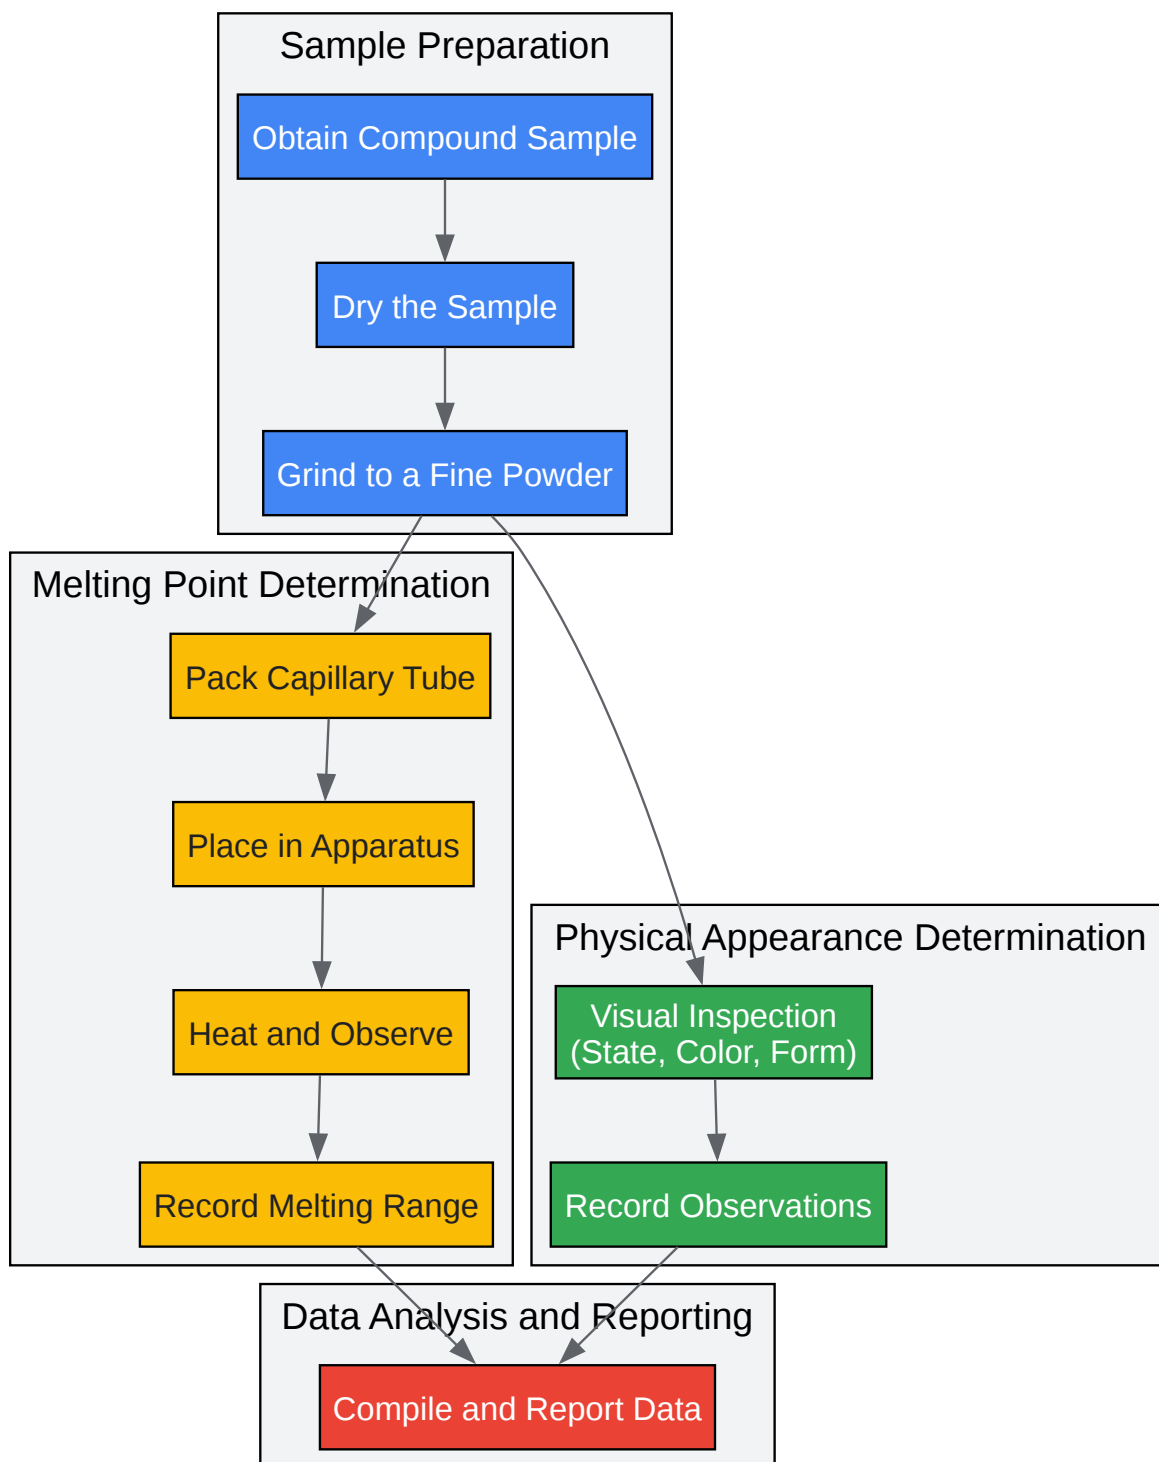 Sample Preparation
Obtain Compound Sample
Dry the Sample
Grind to a Fine Powder
Melting Point Determination
Pack Capillary Tube
Place in Apparatus
Heat and Observe
Record Melting Range
Physical Appearance Determination
Visual Inspection
(State, Color, Form)
Record Observations
Data Analysis and Reporting
Compile and Report Data